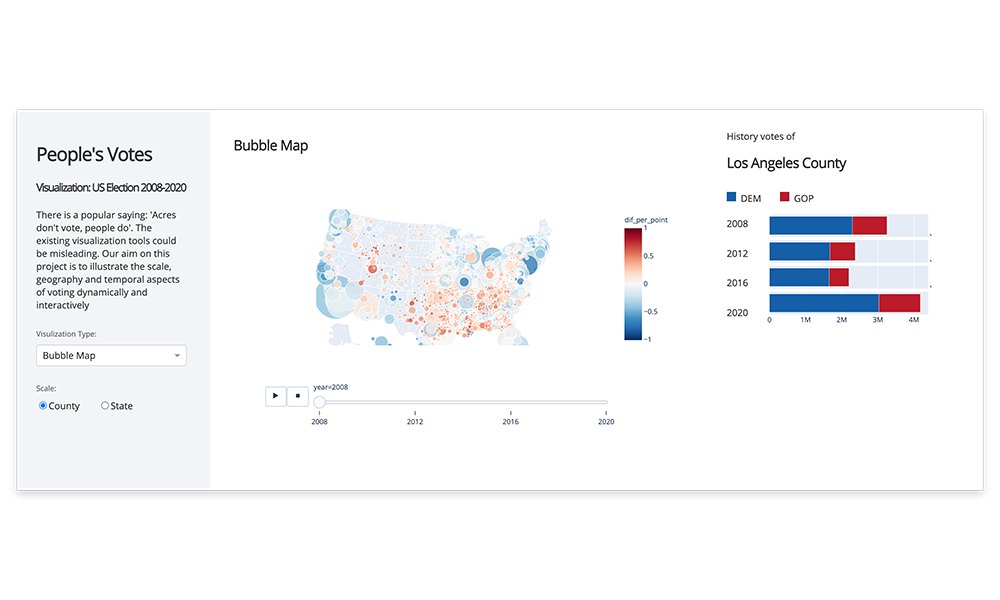 People's Votes
Visualization: US Election 2008-2020
There is a popular saying: 'Acres
don't vote, people do'. The
existing visualization tools could
be misleading. Our aim on this
project is to illustrate the scale,
geography and temporal aspects
of voting dynamically and
interactively
Visulization Type:
Bubble Map
Scale:
County
State
Bubble Map
dif_per_point
1
0.5
0
−0.5
−1
year=2008
2008
2012
2016
2020
History votes of
Los Angeles County
DEM
GOP
2008
2012
2016
2020
0
1M
2M
3M
4M